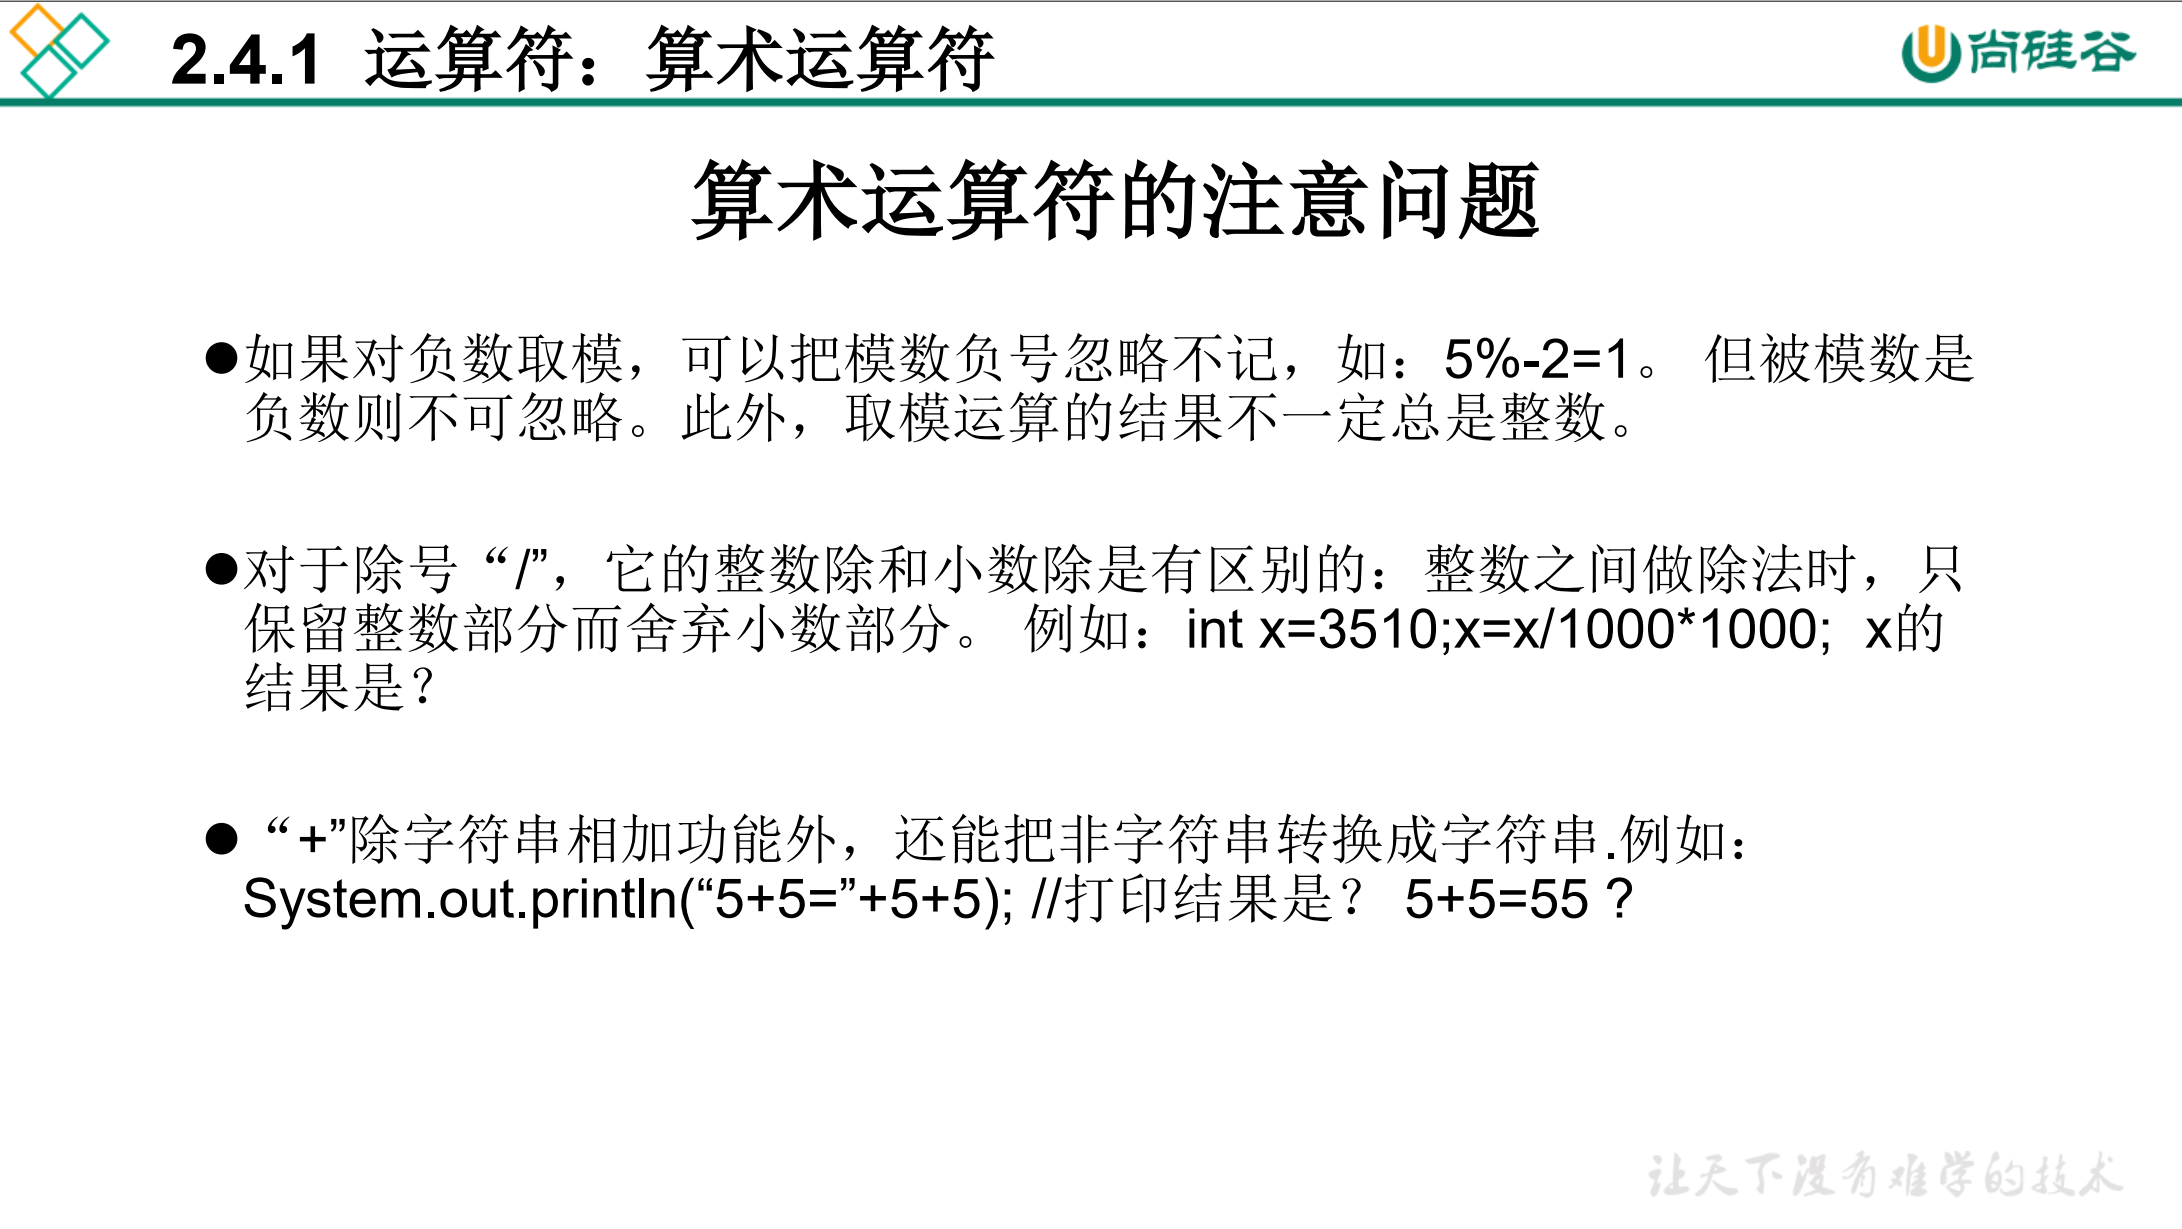 2.4.1 运算符：算术运算符
尚硅谷
算术运算符的注意问题
●如果对负数取模，可以把模数负号忽略不记，如：5%-2=1。 但被模数是
负数则不可忽略。此外，取模运算的结果不一定总是整数。
●对于除号“/”，它的整数除和小数除是有区别的：整数之间做除法时，只
保留整数部分而舍弃小数部分。 例如：int x=3510;x=x/1000*1000; x的
结果是？
●“+”除字符串相加功能外，还能把非字符串转换成字符串.例如：
System.out.println(“5+5=”+5+5); //打印结果是？ 5+5=55 ?
让天下没有难学的技术